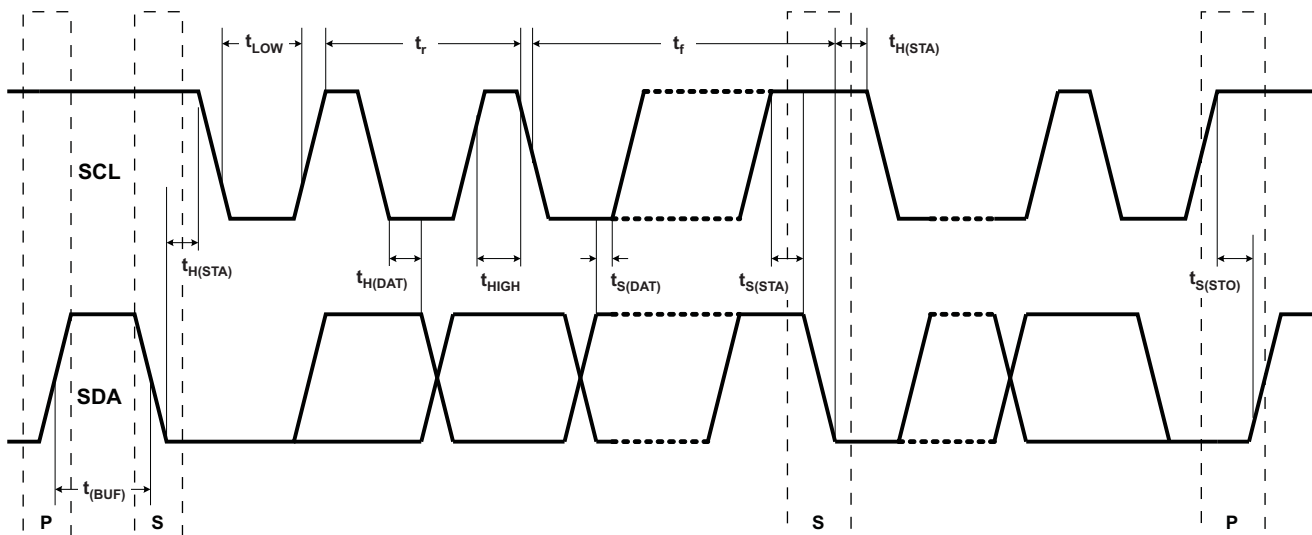 tLOW
tr
tf
tH(STA)
SCL
tH(STA)
tH(DAT)
tHIGH
tS(DAT)
tS(STA)
tS(STO)
SDA
t(BUF)
P
S
S
P